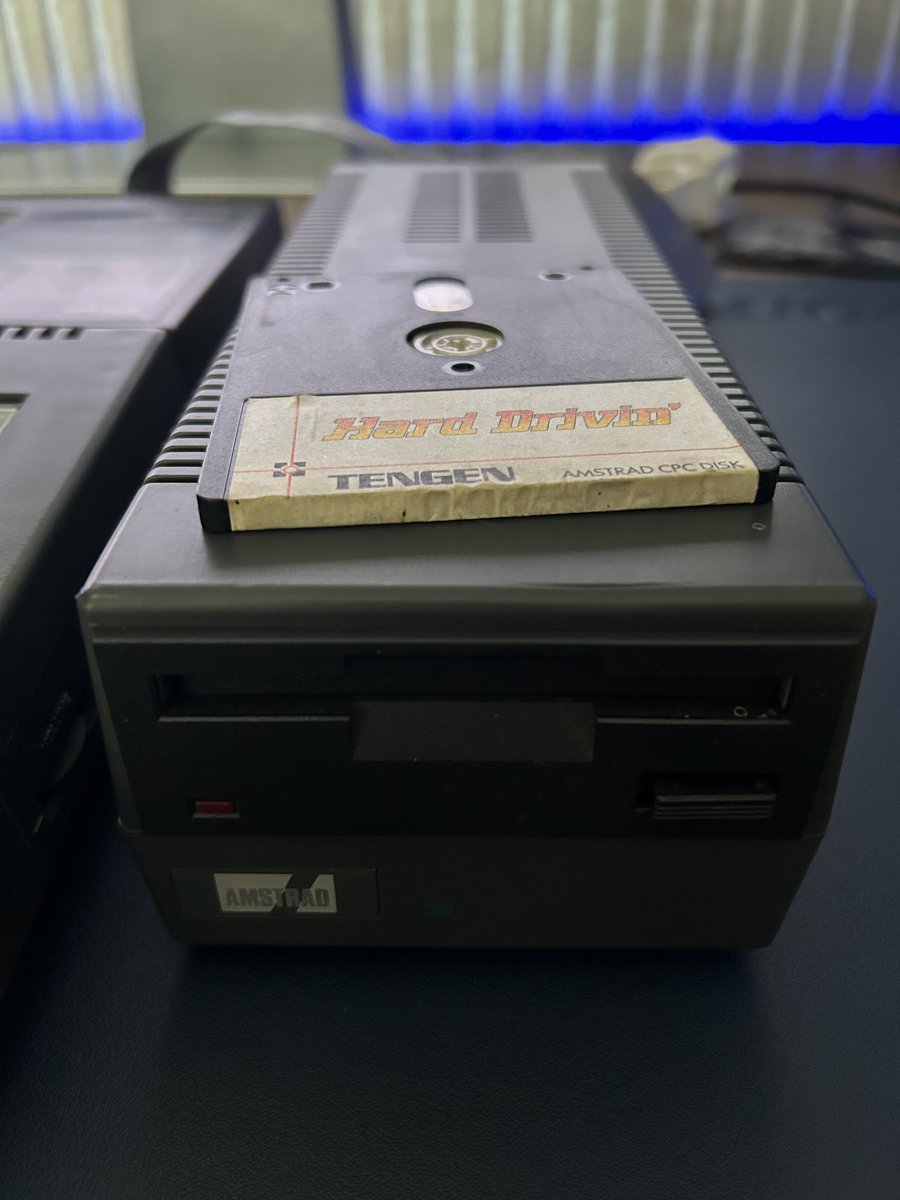 Hard Drivin'
TENGEN
AMSTRAD CPC DISK
AMSTRAD